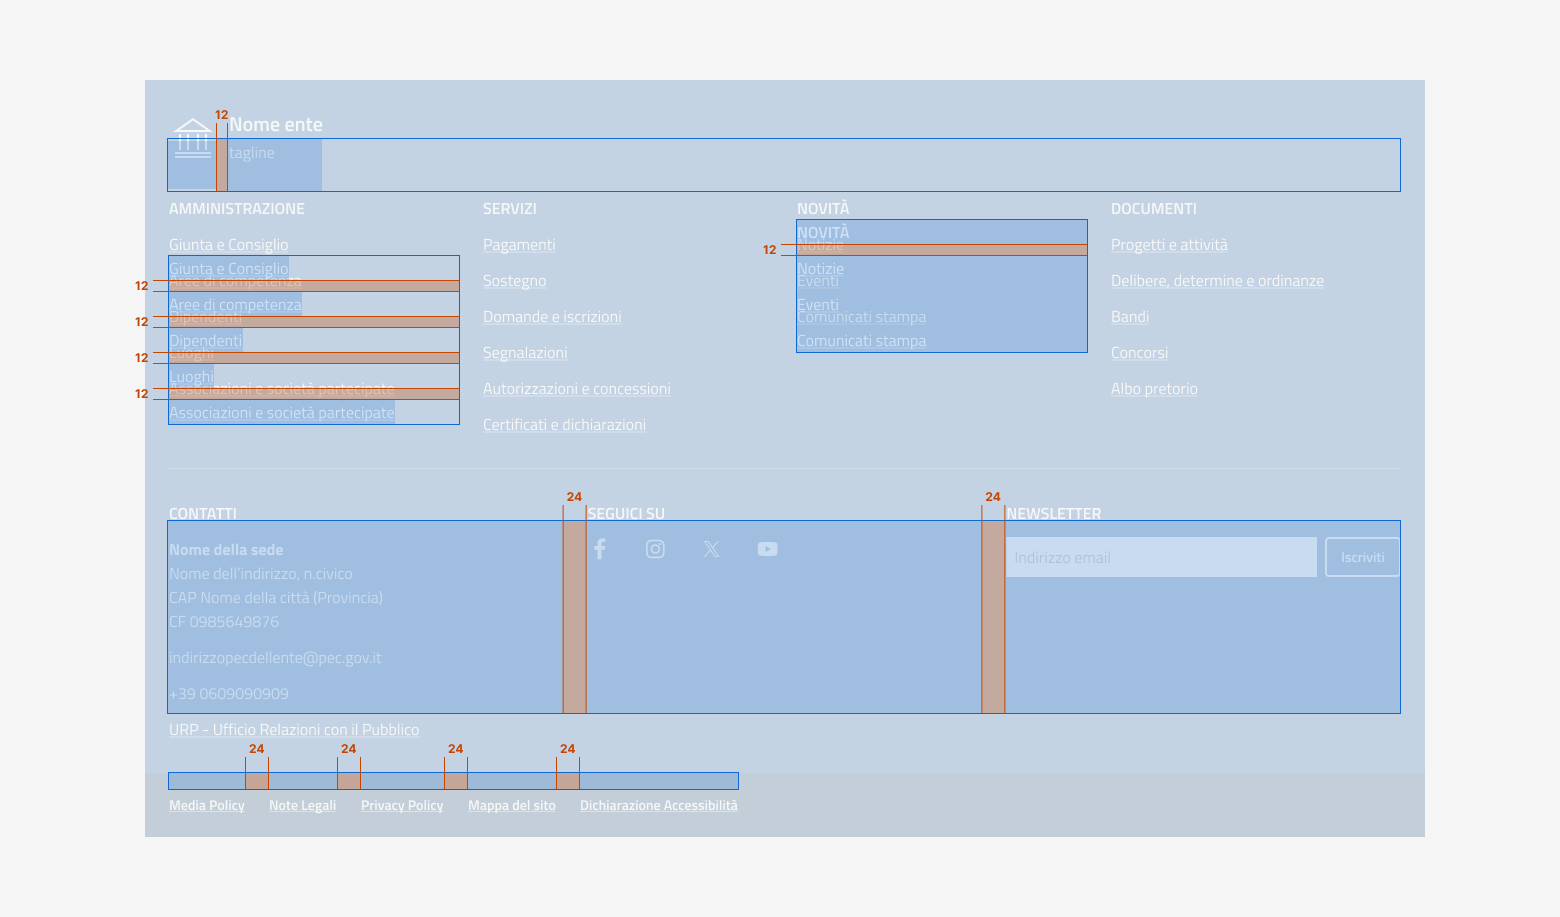 12
Nome ente
tagline
AMMINISTRAZIONE
SERVIZI
NOVITÀ
DOCUMENTI
NOVITÀ
Giunta e Consiglio
Pagamenti
Notizie
Progetti e attività
12
Giunta e Consiglio
Notizie
Aree di competenza
Sostegno
Eventi
Delibere, determine e ordinanze
12
Aree di competenza
Eventi
Dipendenti
Domande e iscrizioni
Comunicati stampa
Bandi
12
Dipendenti
Comunicati stampa
Luoghi
Segnalazioni
Concorsi
12
Luoghi
Associazioni e società partecipate
Autorizzazioni e concessioni
Albo pretorio
12
Associazioni e società partecipate
Certificati e dichiarazioni
24
24
CONTATTI
SEGUICI SU
NEWSLETTER
Nome della sede
Indirizzo email
Iscriviti
Nome dell'indirizzo, n.civico
CAP Nome della città (Provincia)
CF 0985649876
indirizzopecdellente@pec.gov.it
+39 0609090909
URP - Ufficio Relazioni con il Pubblico
24
24
24
24
Media Policy
Note Legali
Privacy Policy
Mappa del sito
Dichiarazione Accessibilità